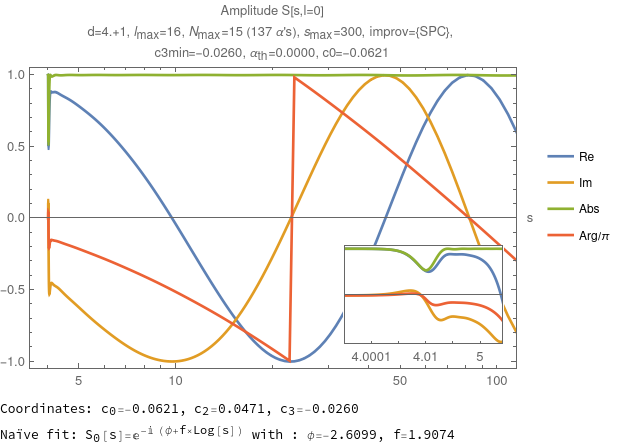 Amplitude S[s,l=0]
d=4.+1, lmax=16, Nmax=15 (137 α's), smax=300, improv={SPC},
c3min=-0.0260, αth=0.0000, c0=-0.0621
1.0
0.5
0.0
-0.5
-1.0
s
Re
Im
Abs
Arg/π
4.0001 4.01 5
5 10 50 100
Coordinates: c0=-0.0621, c2=0.0471, c3=-0.0260
Naïve fit: S0[s]=e^-i (ϕ+f×Log[s]) with : ϕ=-2.6099, f=1.9074